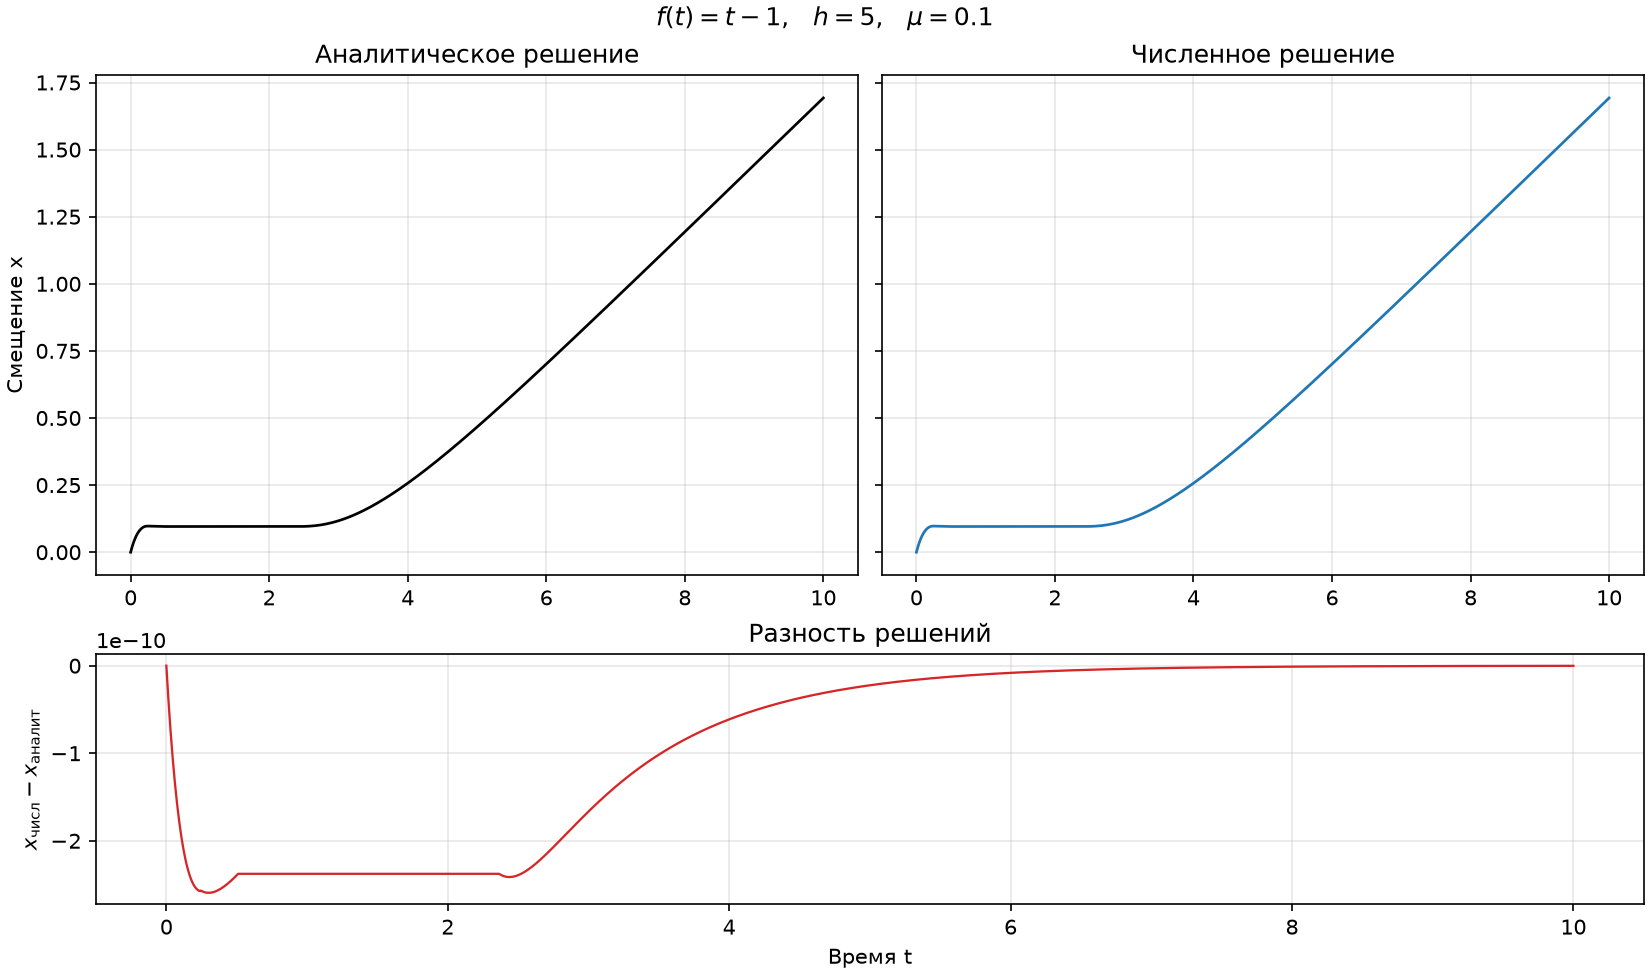 f(t) = t − 1,   h = 5,   μ = 0.1
Аналитическое решение
Численное решение
1.75
1.50
1.25
1.00
0.75
0.50
0.25
0.00
Смещение x
0 2 4 6 8 10
0 2 4 6 8 10
Разность решений
1e−10
0
−1
−2
xчисл − xаналит
0 2 4 6 8 10
Время t